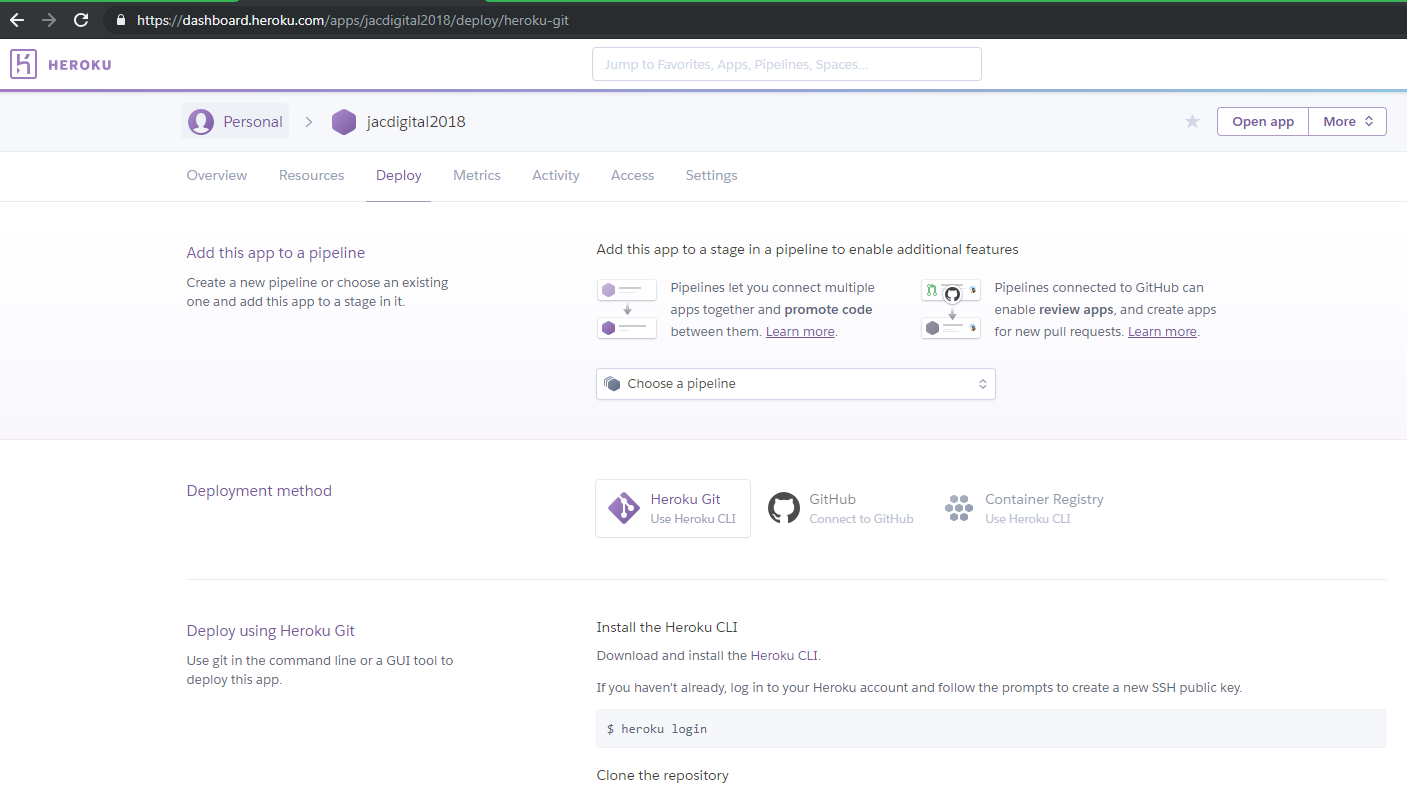 https://dashboard.heroku.com/apps/jacdigital2018/deploy/heroku-git
HEROKU
Jump to Favorites, Apps, Pipelines, Spaces...
Personal
jacdigital2018
Open app
More
Overview
Resources
Deploy
Metrics
Activity
Access
Settings
Add this app to a pipeline
Create a new pipeline or choose an existing
one and add this app to a stage in it.
Add this app to a stage in a pipeline to enable additional features
Pipelines let you connect multiple
apps together and promote code
between them. Learn more.
Pipelines connected to GitHub can
enable review apps, and create apps
for new pull requests. Learn more.
Choose a pipeline
Deployment method
Heroku Git
Use Heroku CLI
GitHub
Connect to GitHub
Container Registry
Use Heroku CLI
Deploy using Heroku Git
Use git in the command line or a GUI tool to
deploy this app.
Install the Heroku CLI
Download and install the Heroku CLI.
If you haven't already, log in to your Heroku account and follow the prompts to create a new SSH public key.
$ heroku login
Clone the repository